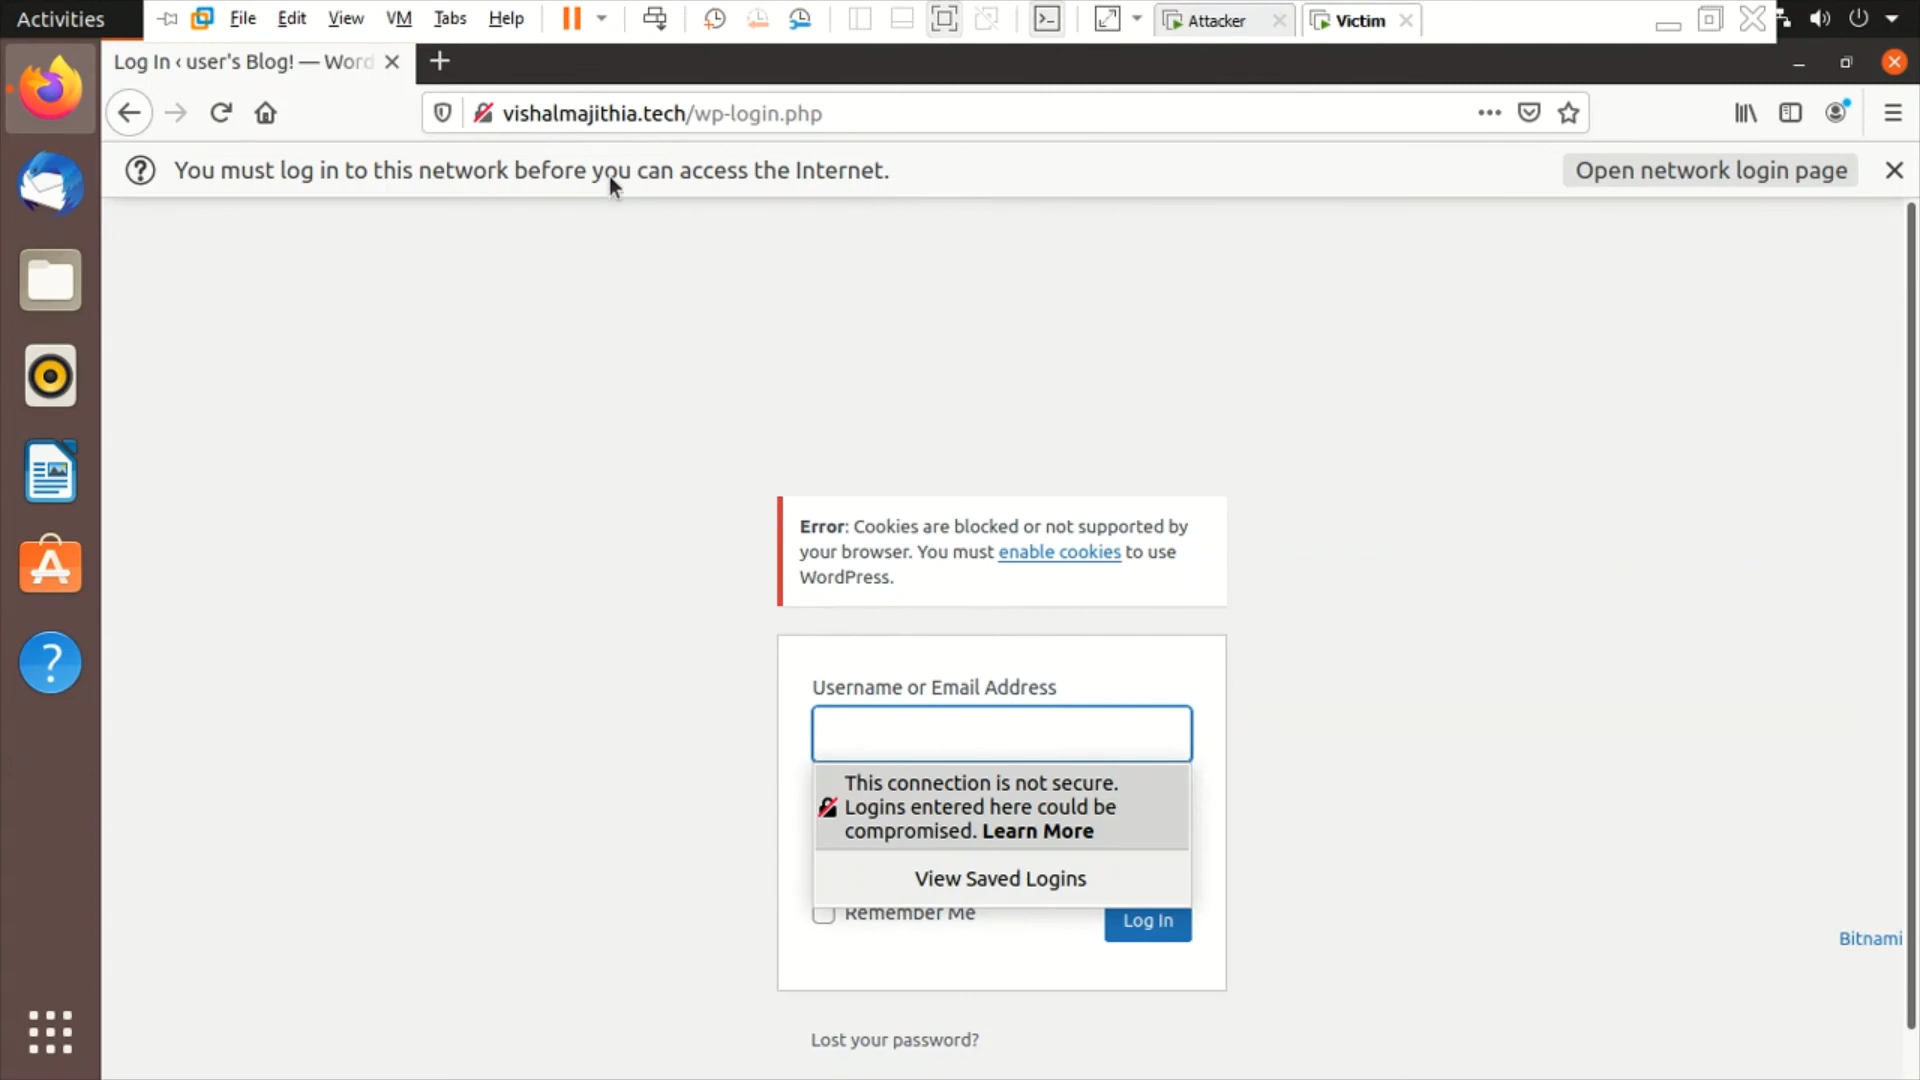 Activities
File Edit View VM Tabs Help
Attacker
Victim
Log In ‹ user's Blog! — Word
vishalmajithia.tech/wp-login.php
You must log in to this network before you can access the Internet.
Open network login page
Error: Cookies are blocked or not supported by
your browser. You must enable cookies to use
WordPress.
Username or Email Address
This connection is not secure.
Logins entered here could be
compromised. Learn More
View Saved Logins
Remember Me
Log In
Bitnami
Lost your password?